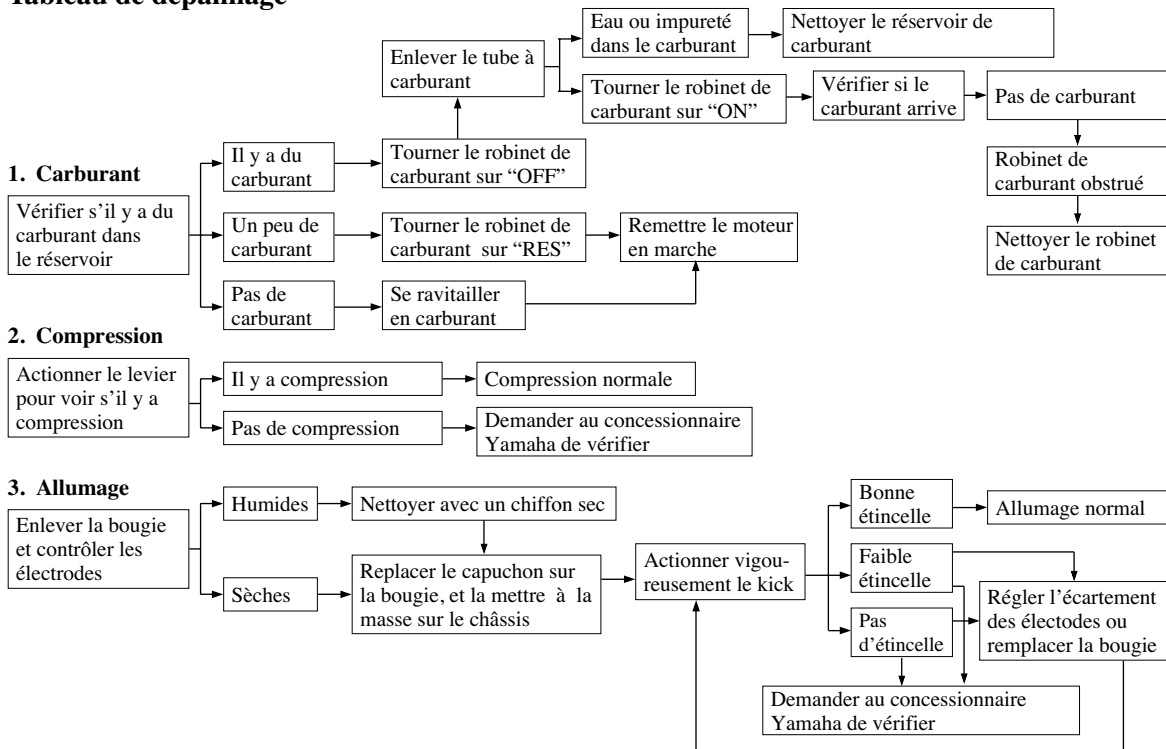 Tableau de dépannage
Eau ou impureté
dans le carburant
Nettoyer le réservoir de
carburant
Enlever le tube à
carburant
Tourner le robinet de
carburant sur “ON”
Vérifier si le
carburant arrive
Pas de carburant
Robinet de
carburant obstrué
Nettoyer le robinet
de carburant
1. Carburant
Vérifier s’il y a du
carburant dans
le réservoir
Il y a du
carburant
Tourner le robinet de
carburant sur “OFF”
Un peu de
carburant
Tourner le robinet de
carburant sur “RES”
Remettre le moteur
en marche
Pas de
carburant
Se ravitailler
en carburant
2. Compression
Actionner le levier
pour voir s’il y a
compression
Il y a compression
Compression normale
Pas de compression
Demander au concessionnaire
Yamaha de vérifier
3. Allumage
Enlever la bougie
et contrôler les
électrodes
Humides
Nettoyer avec un chiffon sec
Sèches
Replacer le capuchon sur
la bougie, et la mettre à la
masse sur le châsis
Actionner vigou-
reusement le kick
Bonne
étincelle
Allumage normal
Faible
étincelle
Pas
d’étincelle
Régler l’écartement
des électodes ou
remplacer la bougie
Demander au concessionnaire
Yamaha de vérifier